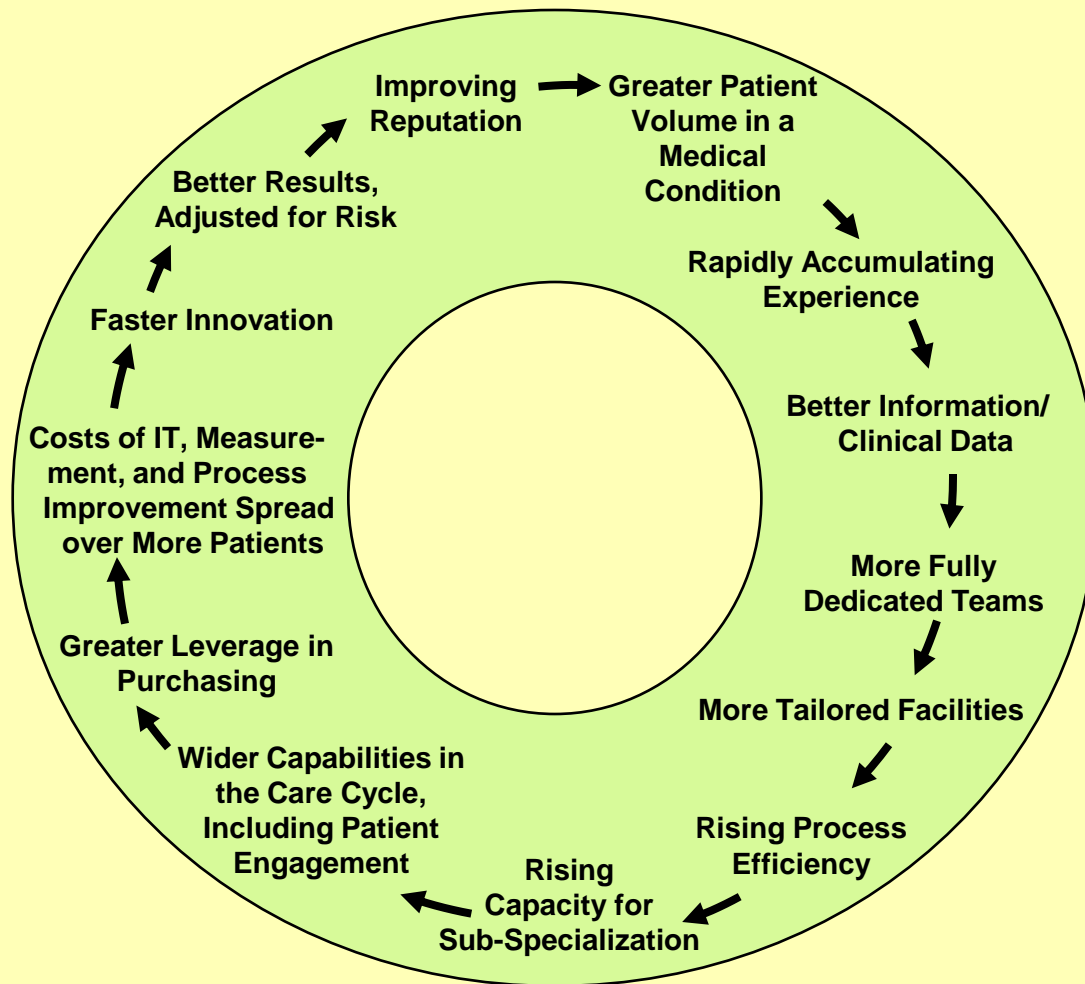 Improving
Reputation
Greater Patient
Volume in a
Medical
Condition
Rapidly Accumulating
Experience
Better Information/
Clinical Data
More Fully
Dedicated Teams
More Tailored Facilities
Rising Process
Efficiency
Rising
Capacity for
Sub-Specialization
Wider Capabilities in
the Care Cycle,
Including Patient
Engagement
Greater Leverage in
Purchasing
Costs of IT, Measure-
ment, and Process
Improvement Spread
over More Patients
Faster Innovation
Better Results,
Adjusted for Risk